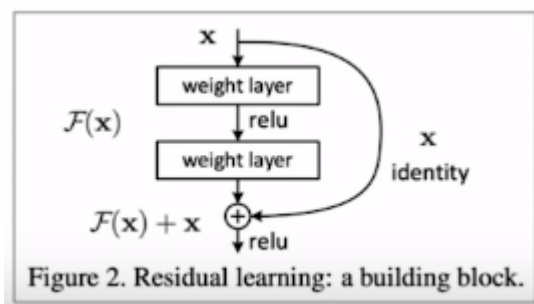 x
weight layer
relu
F(x)
weight layer
x
identity
F(x) + x
relu
Figure 2. Residual learning: a building block.